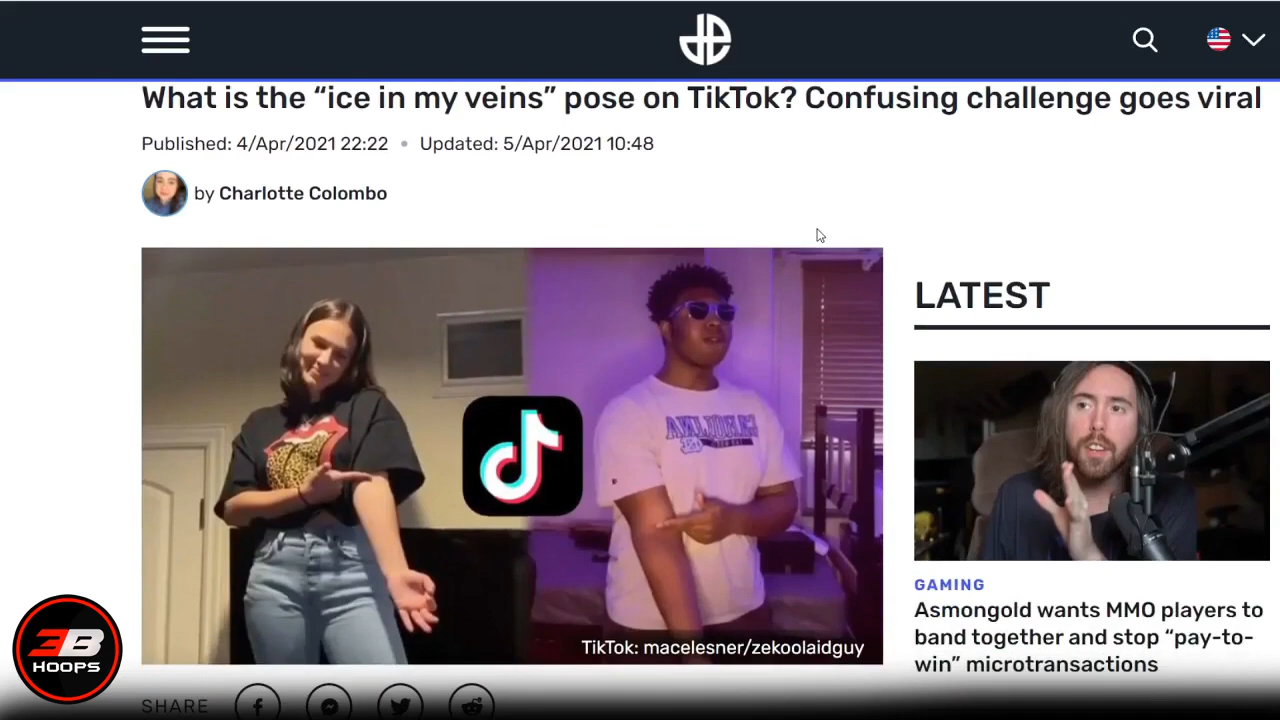 What is the “ice in my veins” pose on TikTok? Confusing challenge goes viral
Published: 4/Apr/2021 22:22 • Updated: 5/Apr/2021 10:48
by Charlotte Colombo
LATEST
TikTok: macelesner/zekoolaidguy
GAMING
Asmongold wants MMO players to
band together and stop “pay-to-
win” microtransactions
3B
HOOPS
SHARE